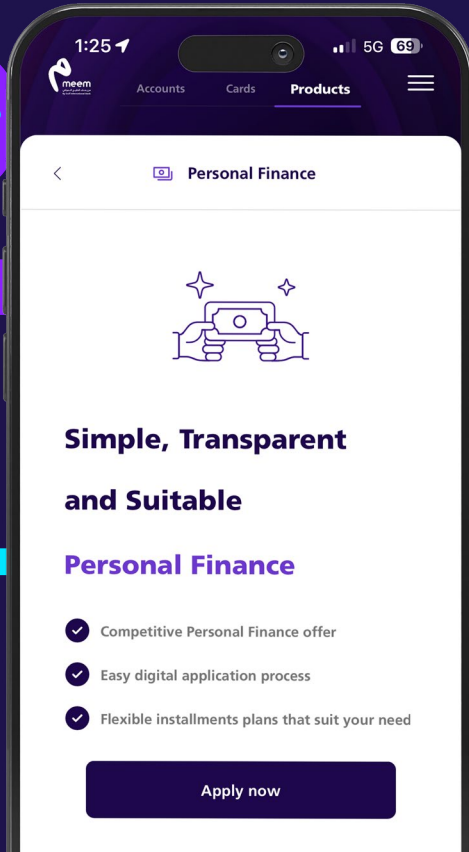 1:25
5G 69
meem
Accounts Cards Products
Personal Finance
Simple, Transparent
and Suitable
Personal Finance
Competitive Personal Finance offer
Easy digital application process
Flexible installments plans that suit your need
Apply now